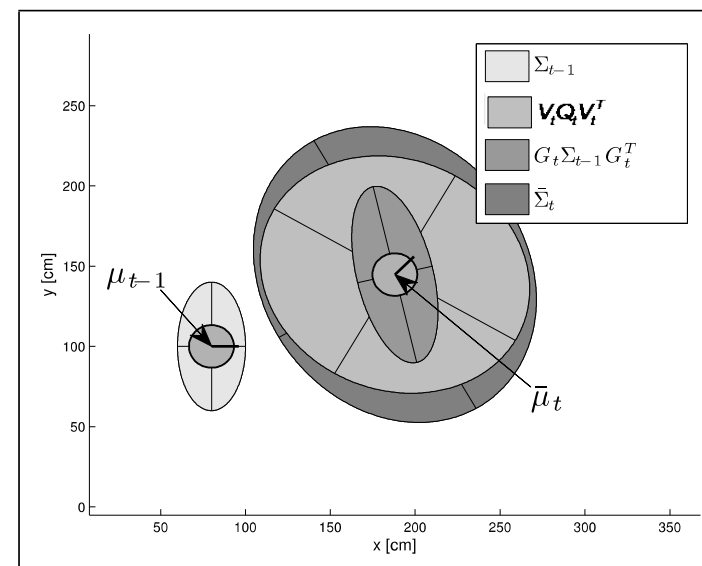 250
200
150
100
50
0
y [cm]
50 100 150 200 250 300 350
x [cm]
μ_{t−1}
μ̄_t
Σ_{t−1}
V_tQ_tV_t^T
G_tΣ_{t−1}G_t^T
Σ̄_t